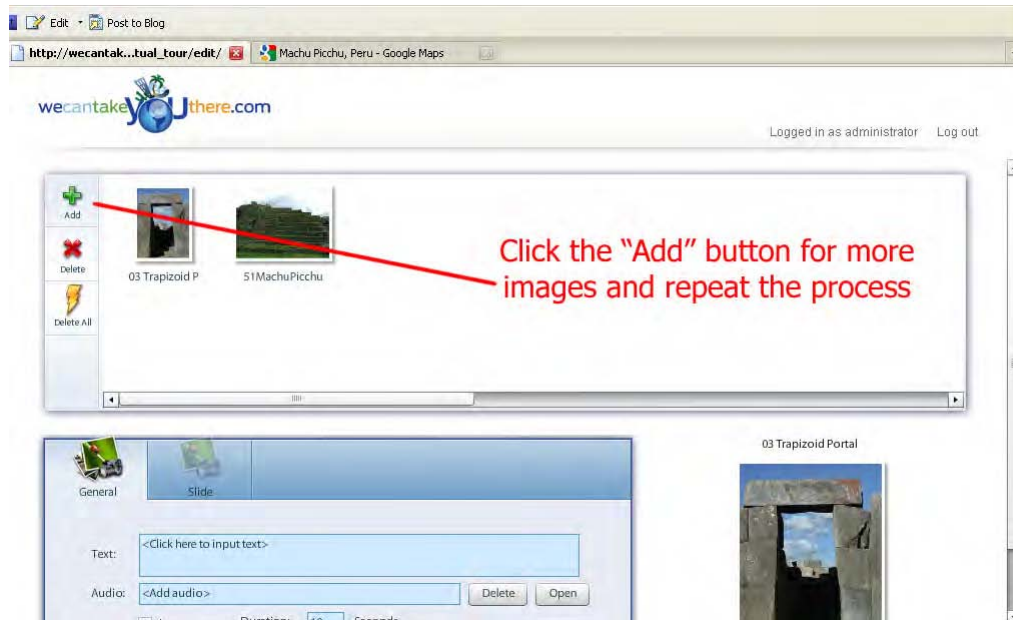 Edit
Post to Blog
http://wecantak...tual_tour/edit/
Machu Picchu, Peru - Google Maps
wecantakeyOUthere.com
Logged in as administrator Log out
Add
Delete
Delete All
03 Trapizoid P
51MachuPicchu
Click the “Add” button for more
images and repeat the process
General
Slide
03 Trapizoid Portal
Text:
<Click here to input text>
Audio:
<Add audio>
Delete
Open
Duration:
Seconds